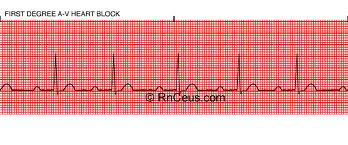 FIRST DEGREE A-V HEART BLOCK
© RnCeus.com